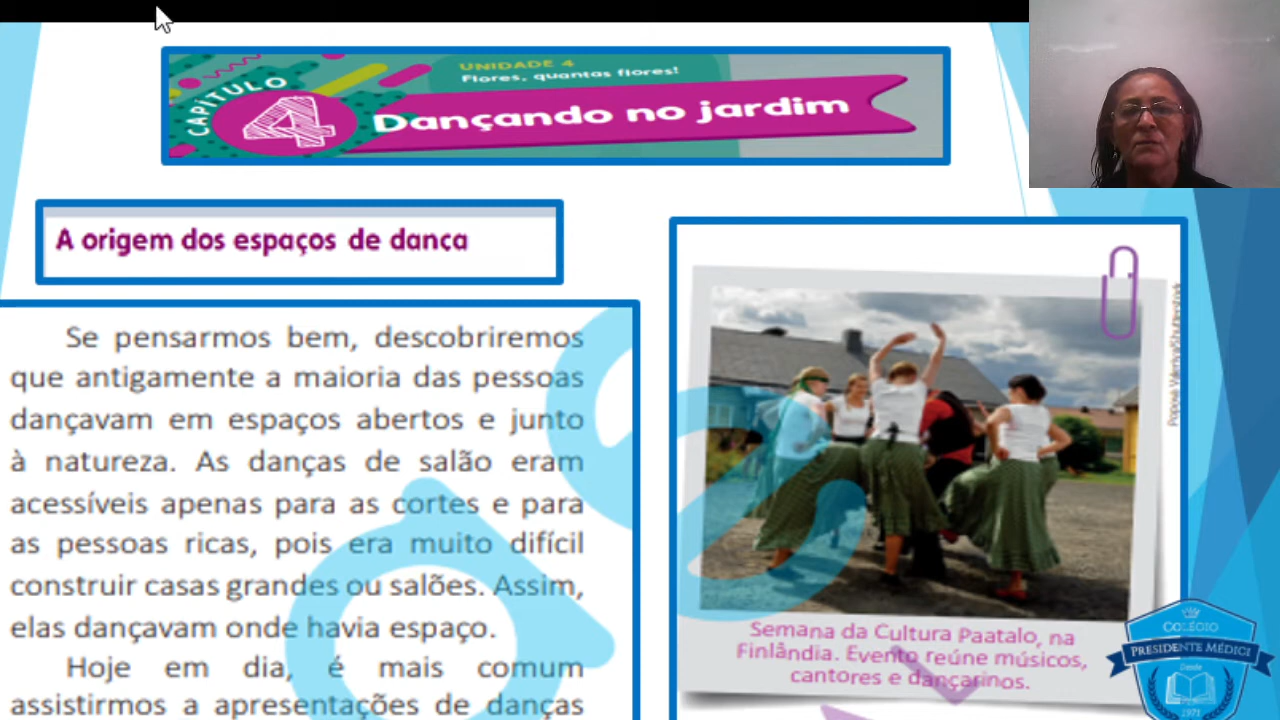 UNIDADE 4
Flores, quantas flores!
CAPÍTULO
4
Dançando no jardim
A origem dos espaços de dança
Se pensarmos bem, descobriremos
que antigamente a maioria das pessoas
dançavam em espaços abertos e junto
à natureza. As danças de salão eram
acessíveis apenas para as cortes e para
as pessoas ricas, pois era muito difícil
construir casas grandes ou salões. Assim,
elas dançavam onde havia espaço.
Hoje em dia, é mais comum
assistirmos a apresentações de danças
Semana da Cultura Paatalo, na
Finlândia. Evento reúne músicos,
cantores e dançarinos.
COLÉGIO
PRESIDENTE MÉDICI
Desde
1971